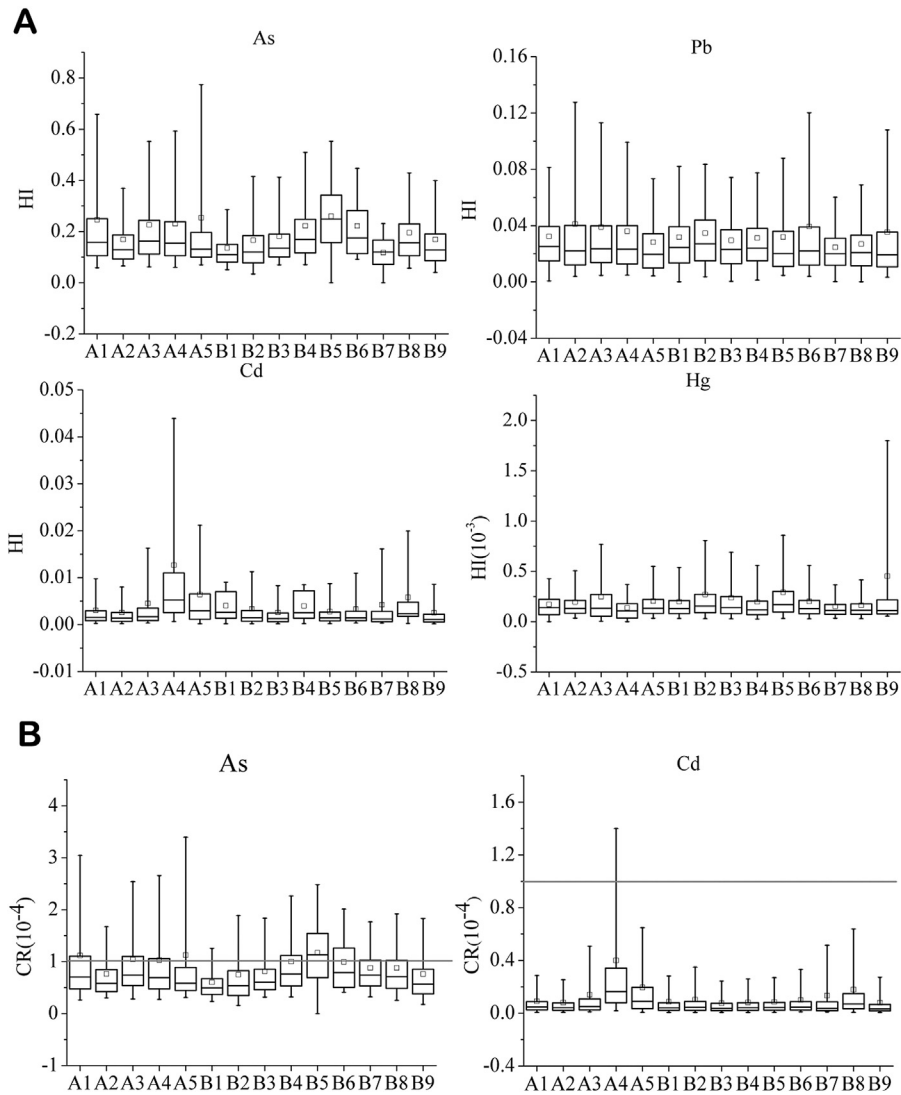 A
As
HI
0.8
0.6
0.4
0.2
0.0
-0.2
A1 A2 A3 A4 A5 B1 B2 B3 B4 B5 B6 B7 B8 B9
Pb
HI
0.16
0.12
0.08
0.04
0.00
-0.04
A1 A2 A3 A4 A5 B1 B2 B3 B4 B5 B6 B7 B8 B9
Cd
HI
0.05
0.04
0.03
0.02
0.01
0.00
-0.01
A1 A2 A3 A4 A5 B1 B2 B3 B4 B5 B6 B7 B8 B9
Hg
HI(10-3)
2.0
1.5
1.0
0.5
0.0
-0.5
A1 A2 A3 A4 A5 B1 B2 B3 B4 B5 B6 B7 B8 B9
B
As
CR(10-4)
4
3
2
1
0
-1
A1 A2 A3 A4 A5 B1 B2 B3 B4 B5 B6 B7 B8 B9
Cd
CR(10-4)
1.6
1.2
0.8
0.4
0.0
-0.4
A1 A2 A3 A4 A5 B1 B2 B3 B4 B5 B6 B7 B8 B9